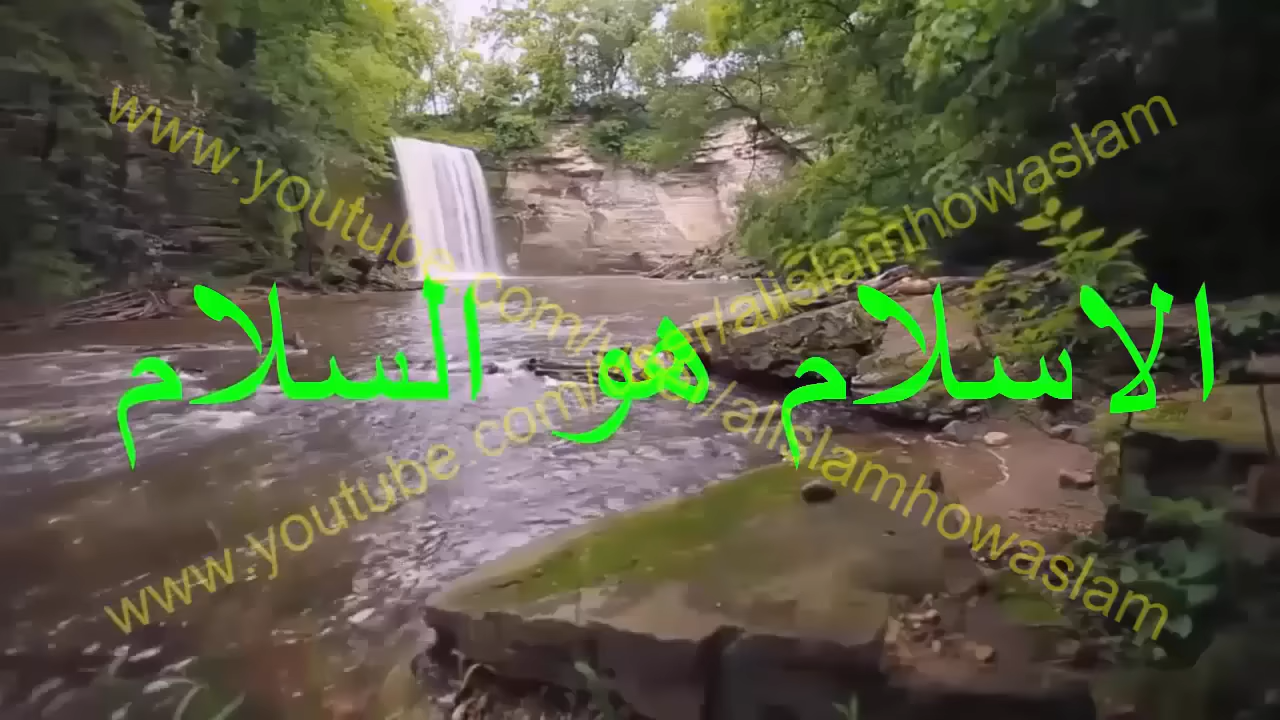 www.youtube.com/user/alislamhowaslam
الاسلام هو السلام
www.youtube.com/user/alislamhowaslam